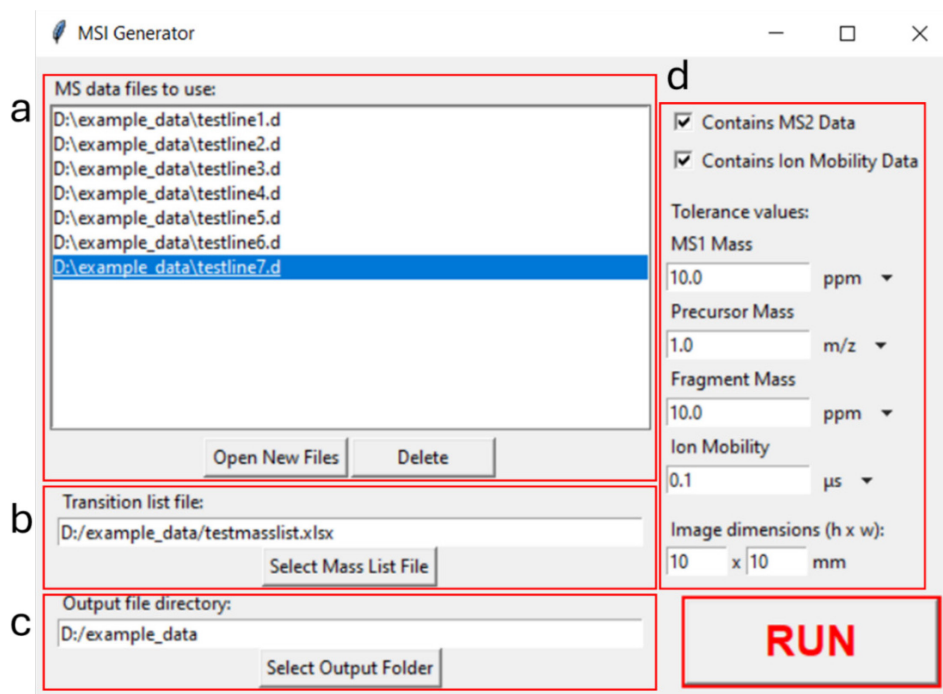 MSI Generator
a
MS data files to use:
D:\example_data\testline1.d
D:\example_data\testline2.d
D:\example_data\testline3.d
D:\example_data\testline4.d
D:\example_data\testline5.d
D:\example_data\testline6.d
D:\example_data\testline7.d
Open New Files Delete
b
Transition list file:
D:/example_data/testmasslist.xlsx
Select Mass List File
c
Output file directory:
D:/example_data
Select Output Folder
d
Contains MS2 Data
Contains Ion Mobility Data
Tolerance values:
MS1 Mass
10.0 ppm
Precursor Mass
1.0 m/z
Fragment Mass
10.0 ppm
Ion Mobility
0.1 µs
Image dimensions (h x w):
10 x 10 mm
RUN